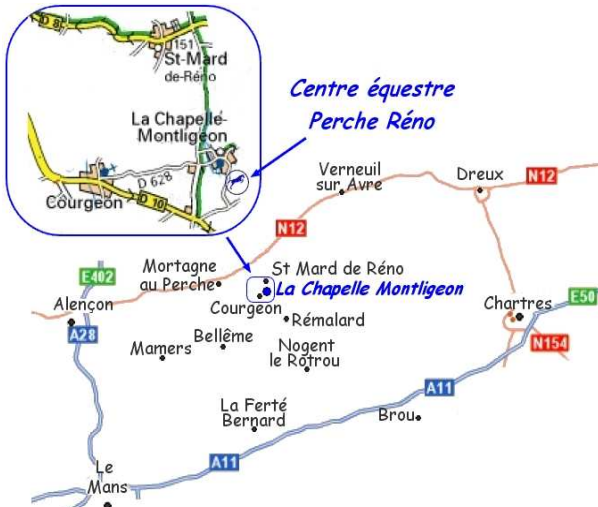 D 8
151
St-Mard
de-Réno
La Chapelle-
Montligeon
D 628
Courgeon
D 10
Centre équestre
Perche Réno
Verneuil
sur Avre
Dreux
N12
N12
E402
Mortagne
au Perche
St Mard de Réno
La Chapelle Montligeon
Courgeon
Alençon
Rémalard
Chartres
E50
A28
Mamers
Bellême
Nogent
le Rotrou
N154
A11
La Ferté
Bernard
Brou
A11
Le
Mans